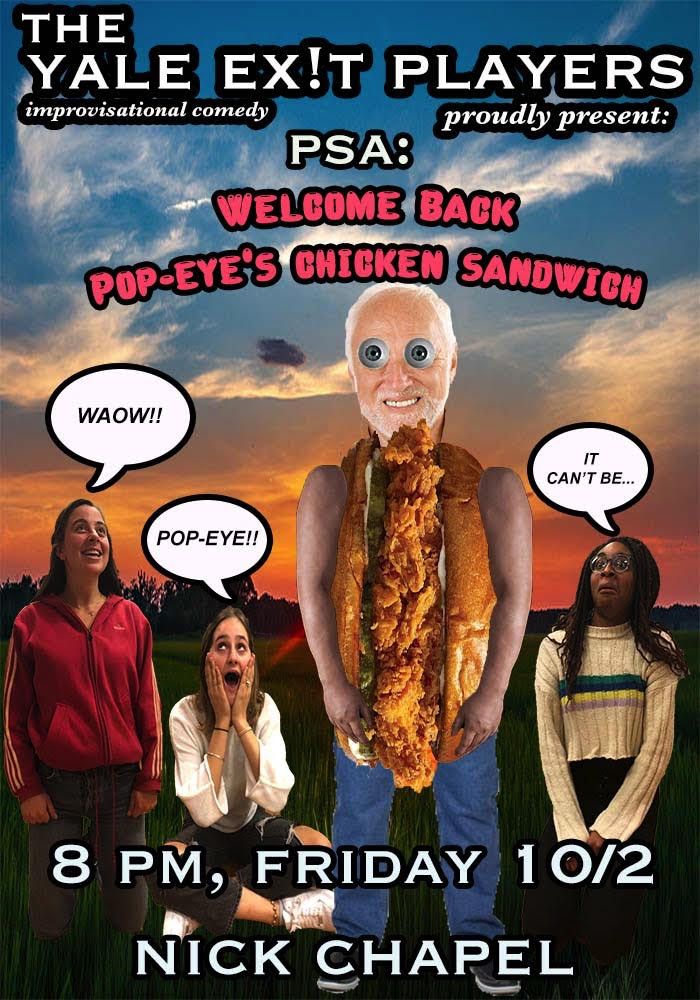 THE
YALE EX!T PLAYERS
improvisational comedy
proudly present:
PSA:
WELCOME BACK
POP-EYE'S CHICKEN SANDWICH
WAOW!!
POP-EYE!!
IT
CAN'T BE...
8 PM, FRIDAY 10/2
NICK CHAPEL